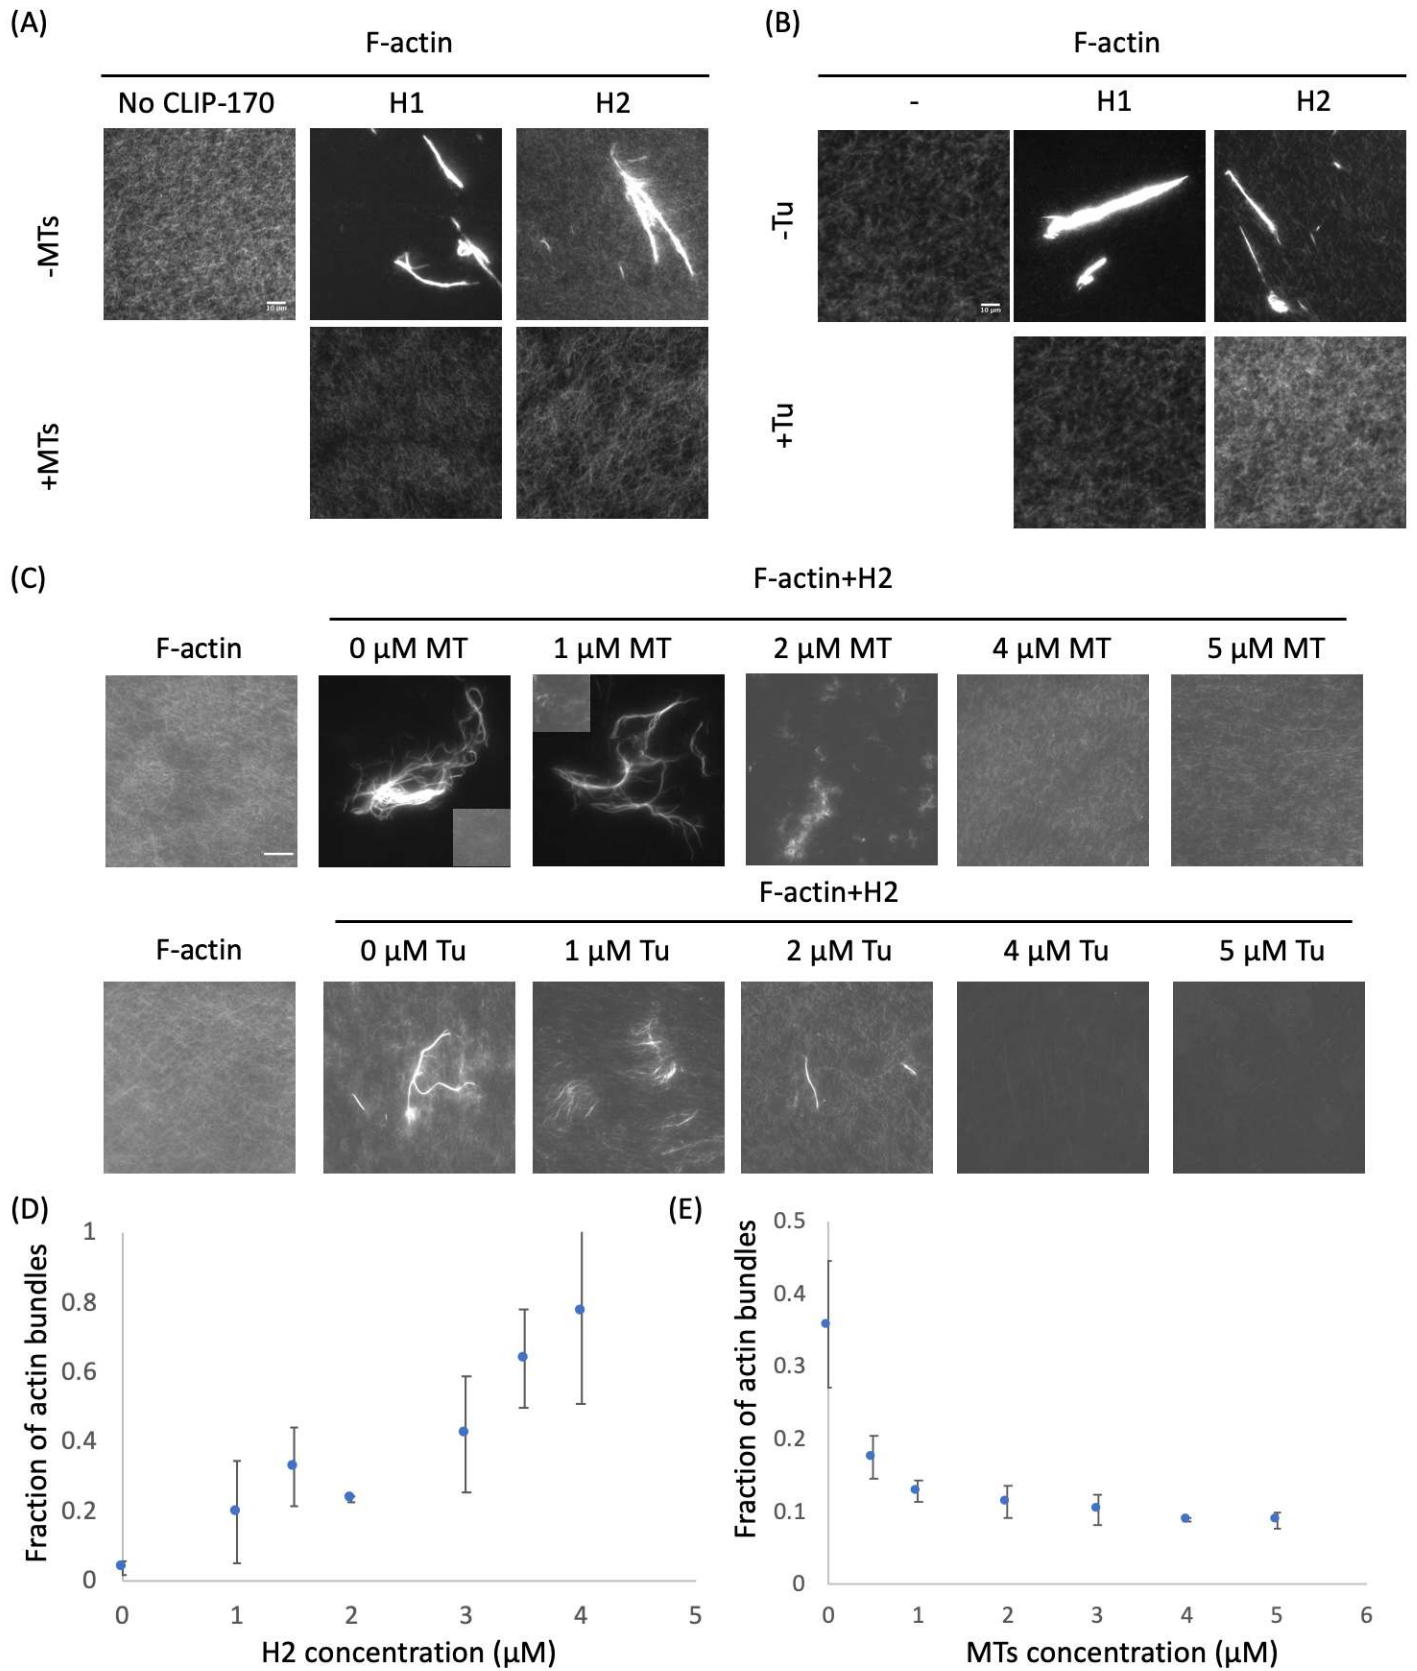 (A)
F-actin
No CLIP-170 H1 H2
-MTs
10 µm
+MTs
(B)
F-actin
- H1 H2
-Tu
10 µm
+Tu
(C)
F-actin+H2
F-actin 0 µM MT 1 µM MT 2 µM MT 4 µM MT 5 µM MT
F-actin+H2
F-actin 0 µM Tu 1 µM Tu 2 µM Tu 4 µM Tu 5 µM Tu
(D)
Fraction of actin bundles
1
0.8
0.6
0.4
0.2
0
0 1 2 3 4 5
H2 concentration (µM)
(E)
Fraction of actin bundles
0.5
0.4
0.3
0.2
0.1
0
0 1 2 3 4 5 6
MTs concentration (µM)